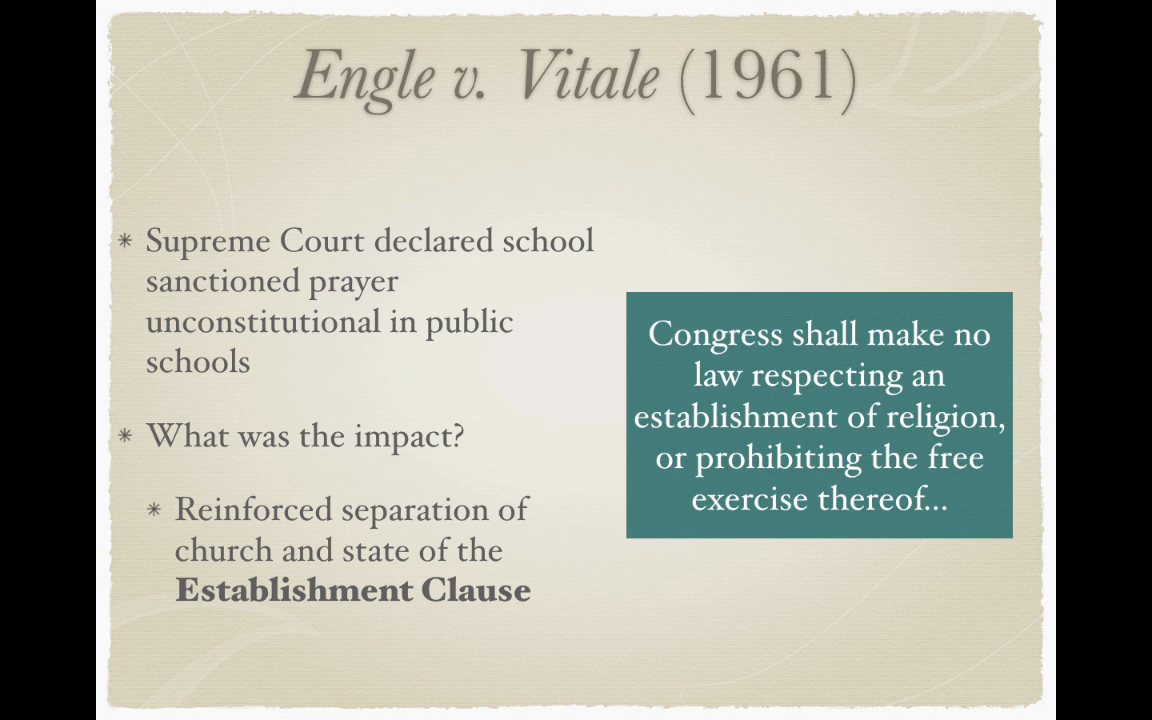 Engle v. Vitale (1961)
* Supreme Court declared school
sanctioned prayer
unconstitutional in public
schools
* What was the impact?
* Reinforced separation of
church and state of the
Establishment Clause
Congress shall make no
law respecting an
establishment of religion,
or prohibiting the free
exercise thereof...